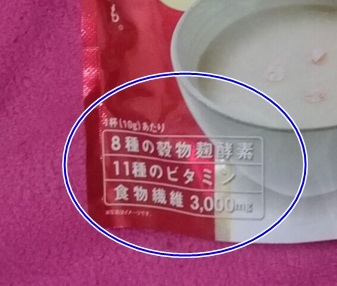 も。
1杯(10g)あたり
8種の穀物麹酵素
11種のビタミン
食物繊維 3,000mg